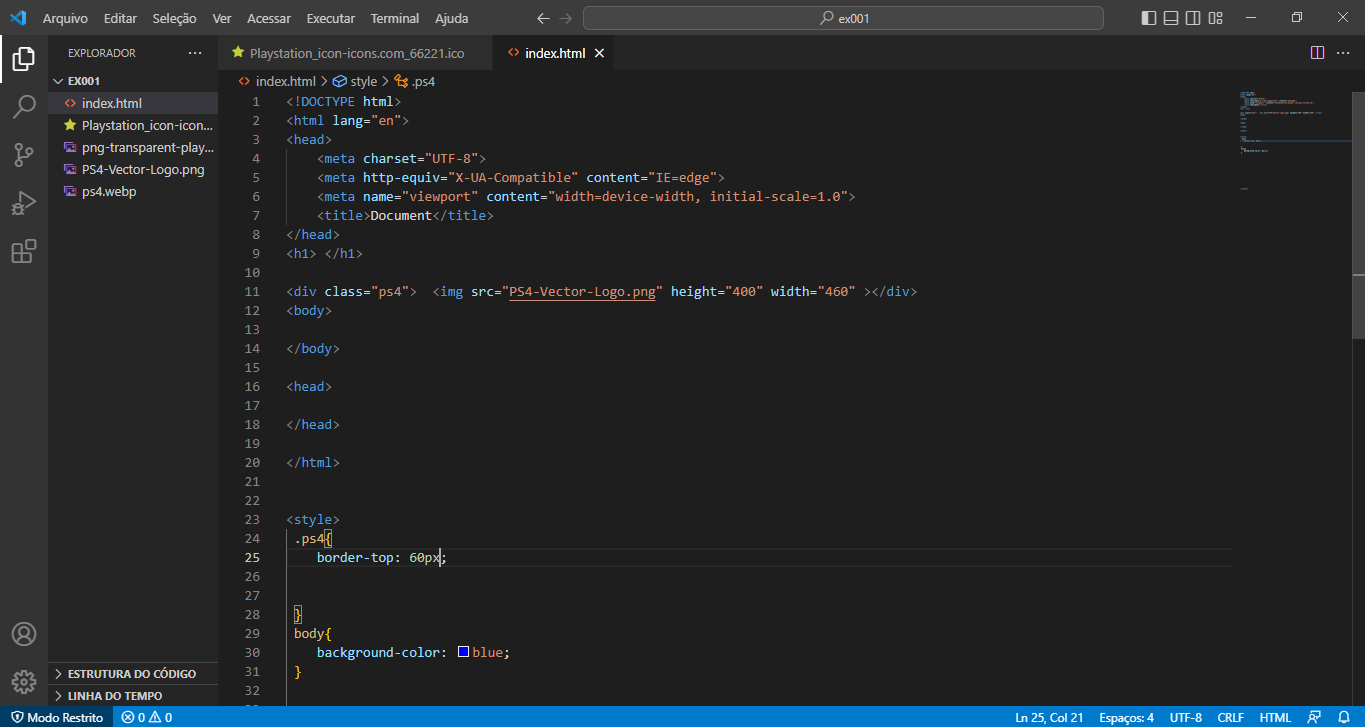 Arquivo Editar Seleção Ver Acessar Executar Terminal Ajuda ex001
EXPLORADOR
EX001
index.html
Playstation_icon-icon...
png-transparent-play...
PS4-Vector-Logo.png
ps4.webp
ESTRUTURA DO CÓDIGO
LINHA DO TEMPO
Playstation_icon-icons.com_66221.ico index.html
index.html > style > .ps4
1 <!DOCTYPE html>
2 <html lang="en">
3 <head>
4 <meta charset="UTF-8">
5 <meta http-equiv="X-UA-Compatible" content="IE=edge">
6 <meta name="viewport" content="width=device-width, initial-scale=1.0">
7 <title>Document</title>
8 </head>
9 <h1> </h1>
10
11 <div class="ps4">  <img src="PS4-Vector-Logo.png" height="400" width="460" ></div>
12 <body>
13
14 </body>
15
16 <head>
17
18 </head>
19
20 </html>
21
22
23 <style>
24 .ps4{
25 border-top: 60px;
26
27
28 }
29 body{
30 background-color: blue;
31 }
32
Modo Restrito 0 0 Ln 25, Col 21 Espaços: 4 UTF-8 CRLF HTML